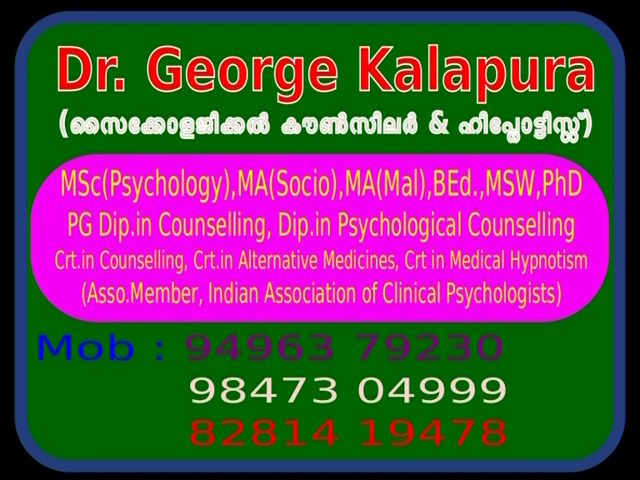 Dr. George Kalapura
(സൈക്കോളജിക്കൽ കൗൺസിലർ & ഹിപ്നോട്ടിസ്റ്റ്)
MSc(Psychology),MA(Socio),MA(Mal),BEd.,MSW,PhD
PG Dip.in Counselling, Dip.in Psychological Counselling
Crt.in Counselling, Crt.in Alternative Medicines, Crt in Medical Hypnotism
(Asso.Member, Indian Association of Clinical Psychologists)
Mob : 94963 79230
98473 04999
82814 19478